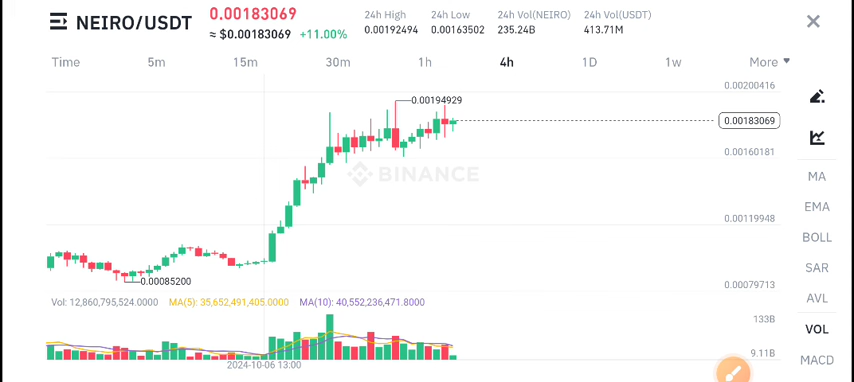 NEIRO/USDT
0.00183069
≈ $0.00183069 +11.00%
24h High 24h Low 24h Vol(NEIRO) 24h Vol(USDT)
0.00192494 0.00163502 235.24B 413.71M
Time 5m 15m 30m 1h 4h 1D 1w More
0.00200416
0.00194929
0.00183069
0.00160181
BINANCE
MA
0.00119948
EMA
BOLL
SAR
0.00085200
0.00079713
AVL
Vol: 12,860,795,524.0000 MA(5): 35,652,491,405.0000 MA(10): 40,552,236,471.8000
133B
VOL
9.11B
MACD
2024-10-06 13:00